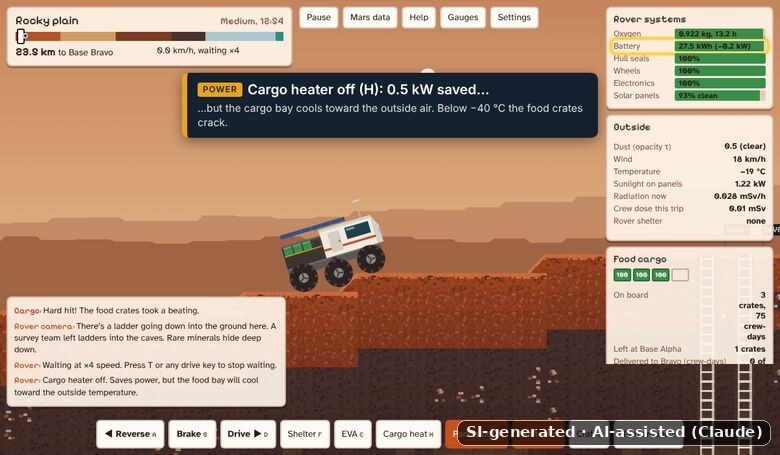 Rocky plain Medium, 18:24
83.8 km to Base Bravo 0.0 km/h, waiting ×4
Pause Mars data Help Gauges Settings
POWER Cargo heater off (H): 0.5 kW saved...
...but the cargo bay cools toward the outside air. Below −40 °C the food crates
crack.
Rover systems
Oxygen 0.922 kg, 13.2 h
Battery 27.5 kWh (−0.2 kW)
Hull seals 100%
Wheels 100%
Electronics 100%
Solar panels 93% clean
Outside
Dust (opacity τ) 0.5 (clear)
Wind 18 km/h
Temperature −19 °C
Sunlight on panels 1.22 kW
Radiation now 0.028 mSv/h
Crew dose this trip 0.01 mSv
Rover shelter none
Food cargo
100 100 100
On board 3
crates,
75
crew-
days
Left at Base Alpha 1 crates
Delivered to Bravo (crew-days) 0 of
Cargo: Hard hit! The food crates took a beating.
Rover camera: There's a ladder going down into the ground here. A
survey team left ladders into the caves. Rare minerals hide deep
down.
Rover: Waiting at ×4 speed. Press T or any drive key to stop waiting.
Rover: Cargo heater off. Saves power, but the food bay will cool
toward the outside temperature.
◀ Reverse A Brake S Drive ▶ D Shelter F EVA E Cargo heat H
SI-generated · AI-assisted (Claude)